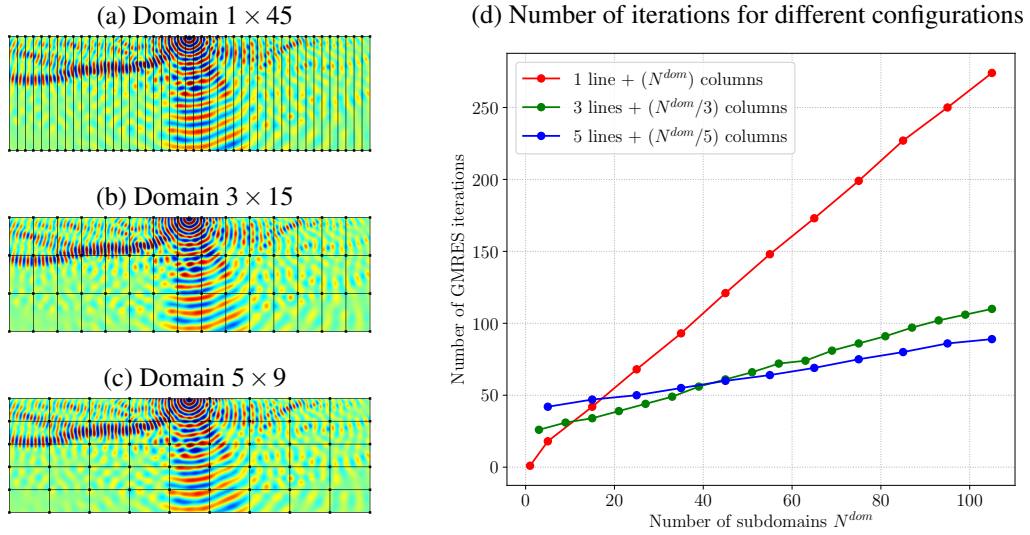 (a) Domain 1 × 45
(b) Domain 3 × 15
(c) Domain 5 × 9
(d) Number of iterations for different configurations
1 line + (N^{dom}) columns
3 lines + (N^{dom}/3) columns
5 lines + (N^{dom}/5) columns
Number of GMRES iterations
250
200
150
100
50
0
0 20 40 60 80 100
Number of subdomains N^{dom}